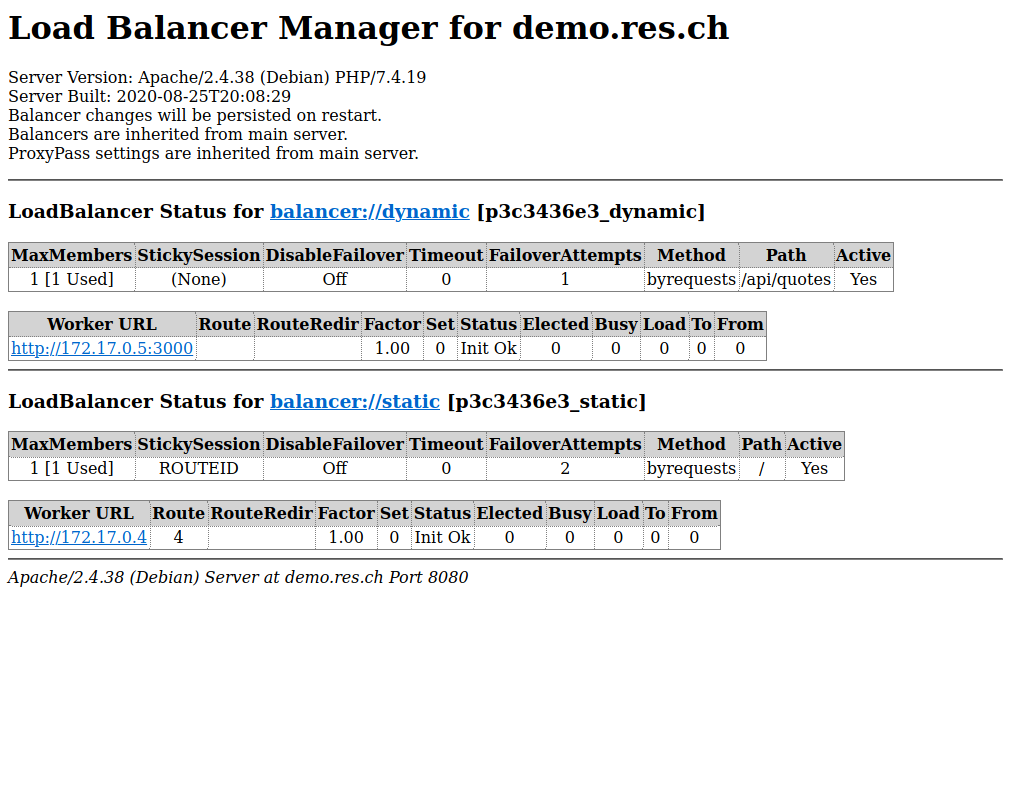 Load Balancer Manager for demo.res.ch
Server Version: Apache/2.4.38 (Debian) PHP/7.4.19
Server Built: 2020-08-25T20:08:29
Balancer changes will be persisted on restart.
Balancers are inherited from main server.
ProxyPass settings are inherited from main server.
LoadBalancer Status for balancer://dynamic [p3c3436e3_dynamic]
MaxMembers StickySession DisableFailover Timeout FailoverAttempts Method Path Active
1 [1 Used] (None) Off 0 1 byrequests /api/quotes Yes
Worker URL Route RouteRedir Factor Set Status Elected Busy Load To From
http://172.17.0.5:3000 1.00 0 Init Ok 0 0 0 0 0
LoadBalancer Status for balancer://static [p3c3436e3_static]
MaxMembers StickySession DisableFailover Timeout FailoverAttempts Method Path Active
1 [1 Used] ROUTEID Off 0 2 byrequests / Yes
Worker URL Route RouteRedir Factor Set Status Elected Busy Load To From
http://172.17.0.4 4 1.00 0 Init Ok 0 0 0 0 0
Apache/2.4.38 (Debian) Server at demo.res.ch Port 8080